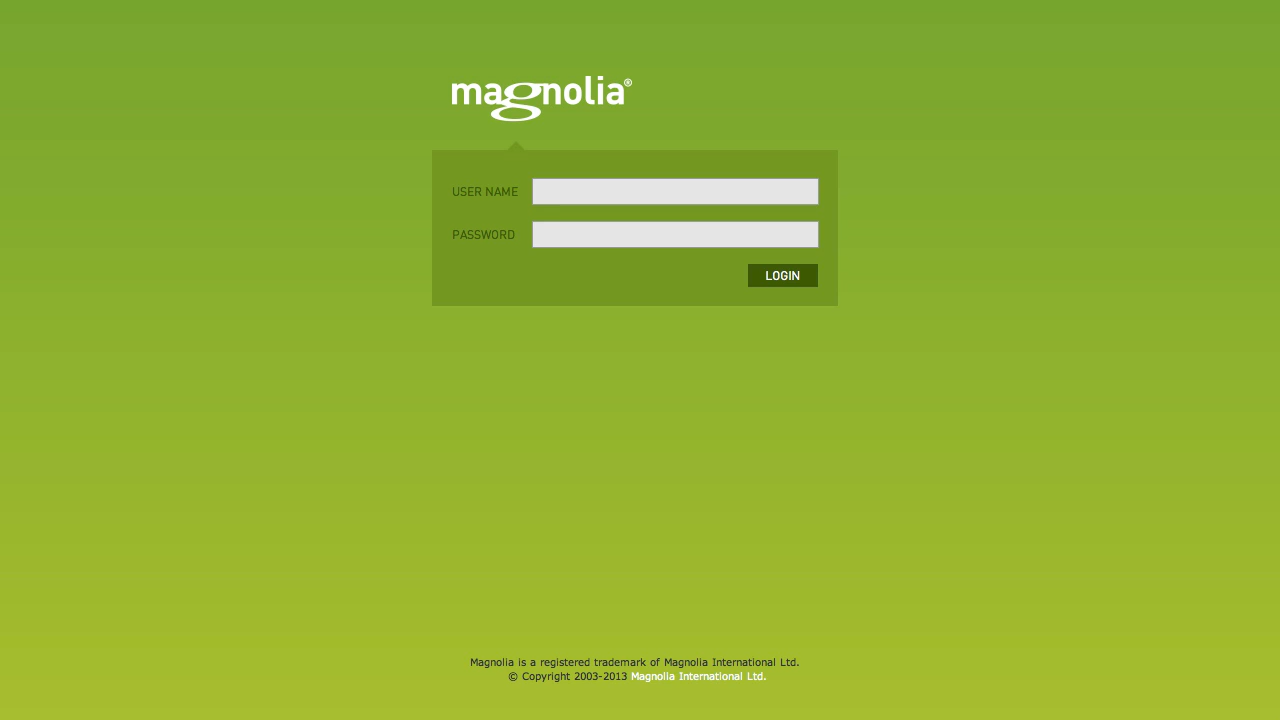 magnolia®
USER NAME
PASSWORD
LOGIN
Magnolia is a registered trademark of Magnolia International Ltd.
© Copyright 2003-2013 Magnolia International Ltd.